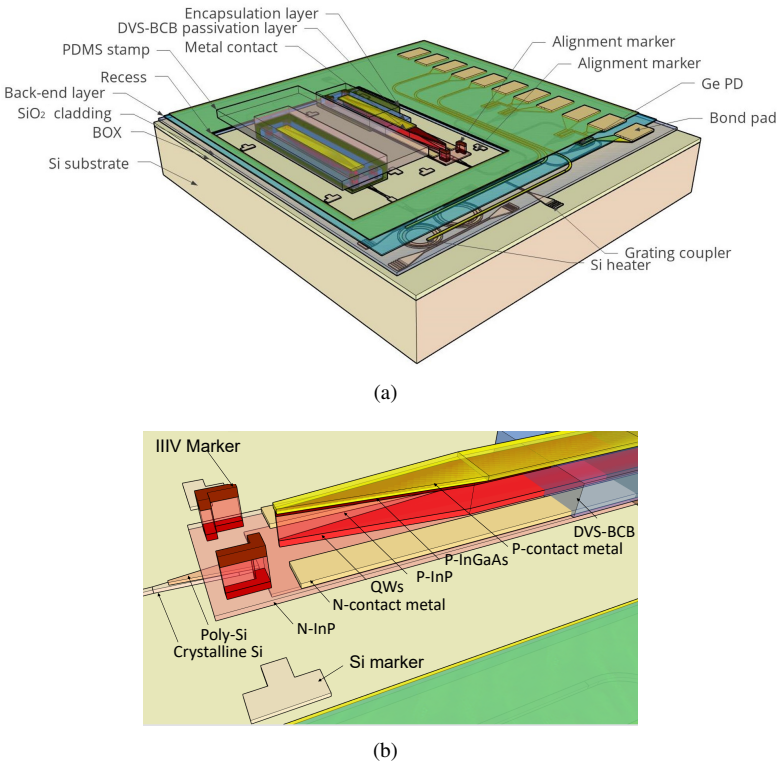 Encapsulation layer
DVS-BCB passivation layer
Metal contact
PDMS stamp
Recess
Back-end layer
SiO₂ cladding
BOX
Si substrate
Alignment marker
Alignment marker
Ge PD
Bond pad
Grating coupler
Si heater
(a)
IIIV Marker
DVS-BCB
P-contact metal
P-InGaAs
P-InP
QWs
N-contact metal
N-InP
Poly-Si
Crystalline Si
Si marker
(b)